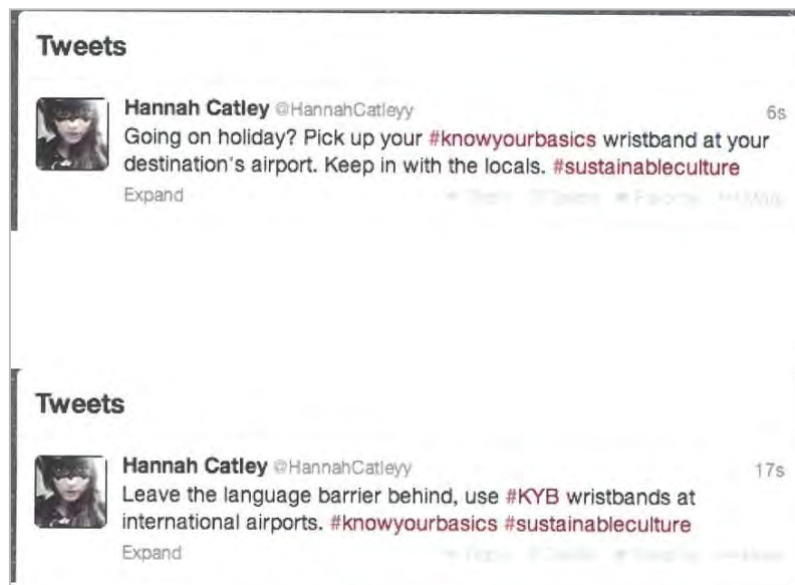 Tweets
Hannah Catley @HannahCatleyy 6s
Going on holiday? Pick up your #knowyourbasics wristband at your
destination's airport. Keep in with the locals. #sustainableculture
Expand
Tweets
Hannah Catley @HannahCatleyy 17s
Leave the language barrier behind, use #KYB wristbands at
international airports. #knowyourbasics #sustainableculture
Expand